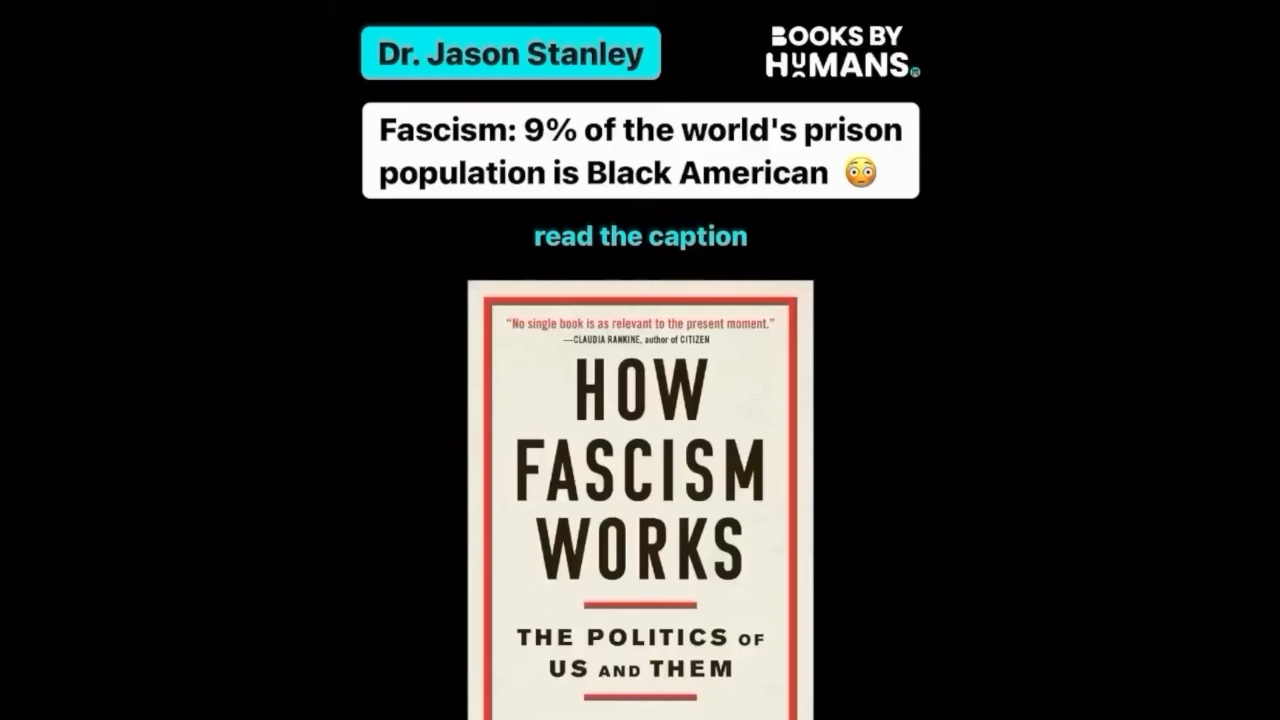 Dr. Jason Stanley
BOOKS BY
HUMANS.
Fascism: 9% of the world's prison
population is Black American 😳
read the caption
“No single book is as relevant to the present moment.”
—CLAUDIA RANKINE, author of CITIZEN
HOW
FASCISM
WORKS
THE POLITICS OF
US AND THEM